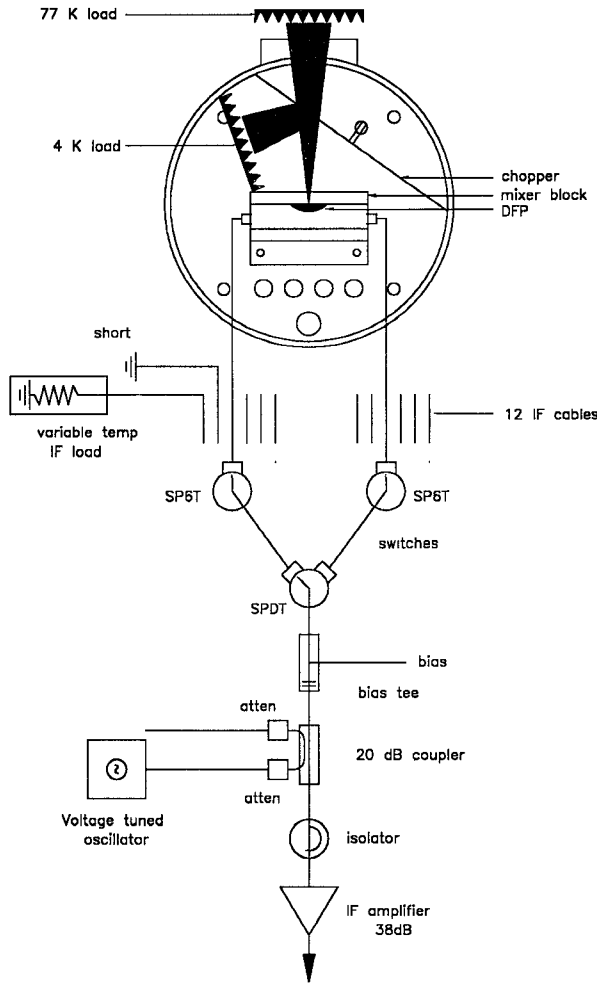 77 K load
4 K load
chopper
mixer block
DFP
short
variable temp
IF load
12 IF cables
SP6T
SP6T
switches
SPDT
bias
bias tee
atten
20 dB coupler
atten
Voltage tuned
oscillator
isolator
IF amplifier
38dB